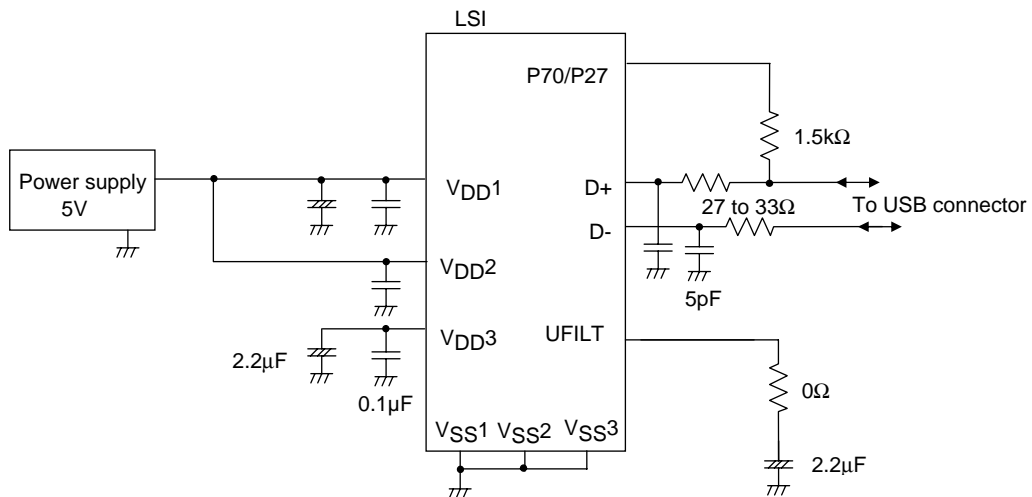 LSI
P70/P27
1.5kΩ
Power supply
5V
VDD1
D+
27 to 33Ω
To USB connector
D-
VDD2
5pF
VDD3
UFILT
2.2μF
0.1μF
0Ω
VSS1
VSS2
VSS3
2.2μF